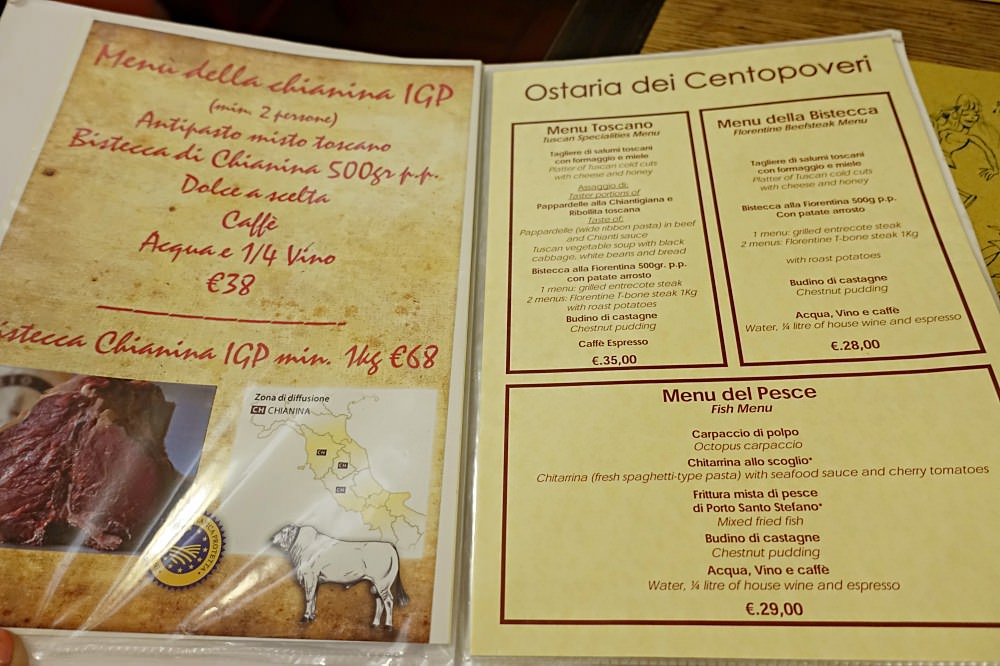 Menù della chianina IGP
(min. 2 persone)
Antipasto misto toscano
Bistecca di Chianina 500gr p.p.
Dolce a scelta
Caffè
Acqua e 1/4 Vino
€38
Chianina IGP min. 1kg €68
Zona di diffusione
CH CHIANINA
CH
CH
CH
Ostaria dei Centopoveri
Menu Toscano
Tuscan Specialities Menu
Tagliere di salumi toscani
con formaggio e miele
Platter of Tuscan cold cuts
with cheese and honey
Assaggio di:
Taster portions of
Pappardelle alla Chiantigiana e
Ribollita toscana
Taste of:
Pappardelle (wide ribbon pasta) in beef
and Chianti sauce
Tuscan vegetable soup with black
cabbage, white beans and bread
Bistecca alla Fiorentina 500gr. p.p.
con patate arrosto
1 menu: grilled entrecote steak
2 menus: Florentine T-bone steak 1Kg
with roast potatoes
Budino di castagne
Chestnut pudding
Caffè Espresso
€.35,00
Menu della Bistecca
Florentine Beefsteak Menu
Tagliere di salumi toscani
con formaggio e miele
Platter of Tuscan cold cuts
with cheese and honey
Bistecca alla Fiorentina 500g p.p.
Con patate arrosto
1 menu: grilled entrecote steak
2 menus: Florentine T-bone steak 1Kg
with roast potatoes
Budino di castagne
Chestnut pudding
Acqua, Vino e caffè
Water, ¼ litre of house wine and espresso
€.28,00
Menu del Pesce
Fish Menu
Carpaccio di polpo
Octopus carpaccio
Chitarrina allo scoglio*
Chitarrina (fresh spaghetti-type pasta) with seafood sauce and cherry tomatoes
Frittura mista di pesce
di Porto Santo Stefano*
Mixed fried fish
Budino di castagne
Chestnut pudding
Acqua, Vino e caffè
Water, ¼ litre of house wine and espresso
€.29,00